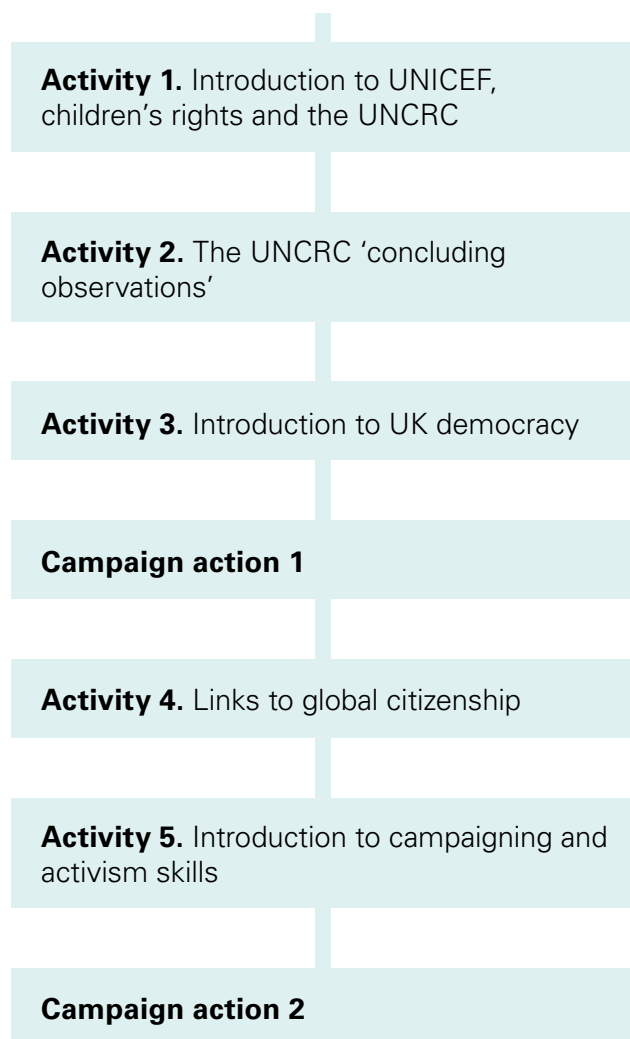 Activity 1. Introduction to UNICEF,
children’s rights and the UNCRC
Activity 2. The UNCRC ‘concluding
observations’
Activity 3. Introduction to UK democracy
Campaign action 1
Activity 4. Links to global citizenship
Activity 5. Introduction to campaigning and
activism skills
Campaign action 2